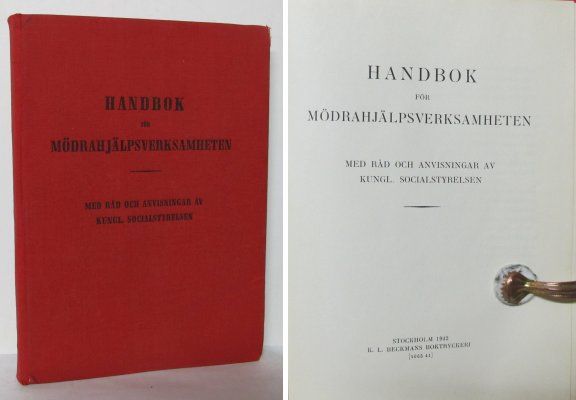 HANDBOK
för
MÖDRAHJÄLPSVERKSAMHETEN
MED RÅD OCH ANVISNINGAR AV
KUNGL. SOCIALSTYRELSEN
HANDBOK
FÖR
MÖDRAHJÄLPSVERKSAMHETEN
MED RÅD OCH ANVISNINGAR AV
KUNGL. SOCIALSTYRELSEN
STOCKHOLM 1942
K. L. BECKMANS BOKTRYCKERI